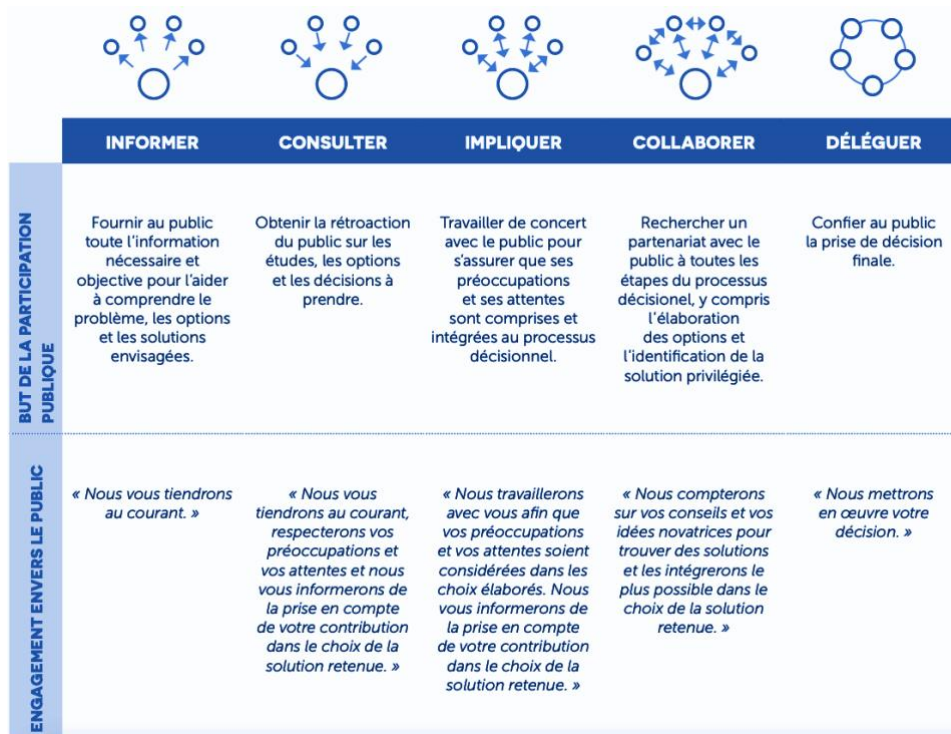 INFORMER
CONSULTER
IMPLIQUER
COLLABORER
DÉLÉGUER
BUT DE LA PARTICIPATION
PUBLIQUE
Fournir au public
toute l'information
nécessaire et
objective pour l'aider
à comprendre le
problème, les options
et les solutions
envisagées.
Obtenir la rétroaction
du public sur les
études, les options
et les décisions à
prendre.
Travailler de concert
avec le public pour
s'assurer que ses
préoccupations
et ses attentes
sont comprises et
intégrées au processus
décisionnel.
Rechercher un
partenariat avec le
public à toutes les
étapes du processus
décisionel, y compris
l'élaboration
des options et
l'identification de la
solution privilégiée.
Confier au public
la prise de décision
finale.
ENGAGEMENT ENVERS LE PUBLIC
« Nous vous tiendrons
au courant. »
« Nous vous
tiendrons au courant,
respecterons vos
préoccupations et
vos attentes et nous
vous informerons de
la prise en compte
de votre contribution
dans le choix de la
solution retenue. »
« Nous travaillerons
avec vous afin que
vos préoccupations
et vos attentes soient
considérées dans les
choix élaborés. Nous
vous informerons de
la prise en compte
de votre contribution
dans le choix de la
solution retenue. »
« Nous compterons
sur vos conseils et vos
idées novatrices pour
trouver des solutions
et les intégrerons le
plus possible dans le
choix de la solution
retenue. »
« Nous mettrons
en œuvre votre
décision. »